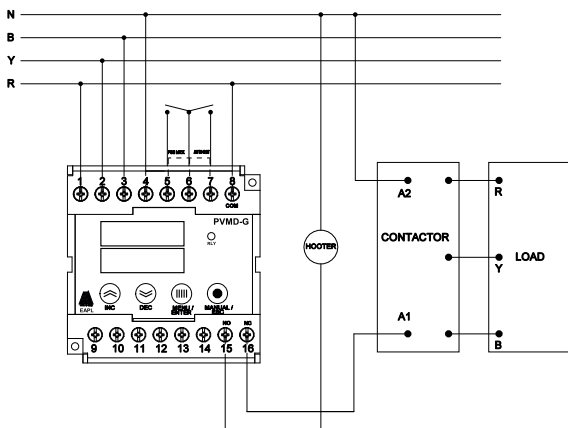 N
B
Y
R
1 2 3 4 5 6 7 8
COM
PVMD-G
RLY
EAPL
INC DEC MENU / ENTER MANUAL / ESC
NO NC
9 10 11 12 13 14 15 16
HOOTER
A2
CONTACTOR
A1
R
Y LOAD
B